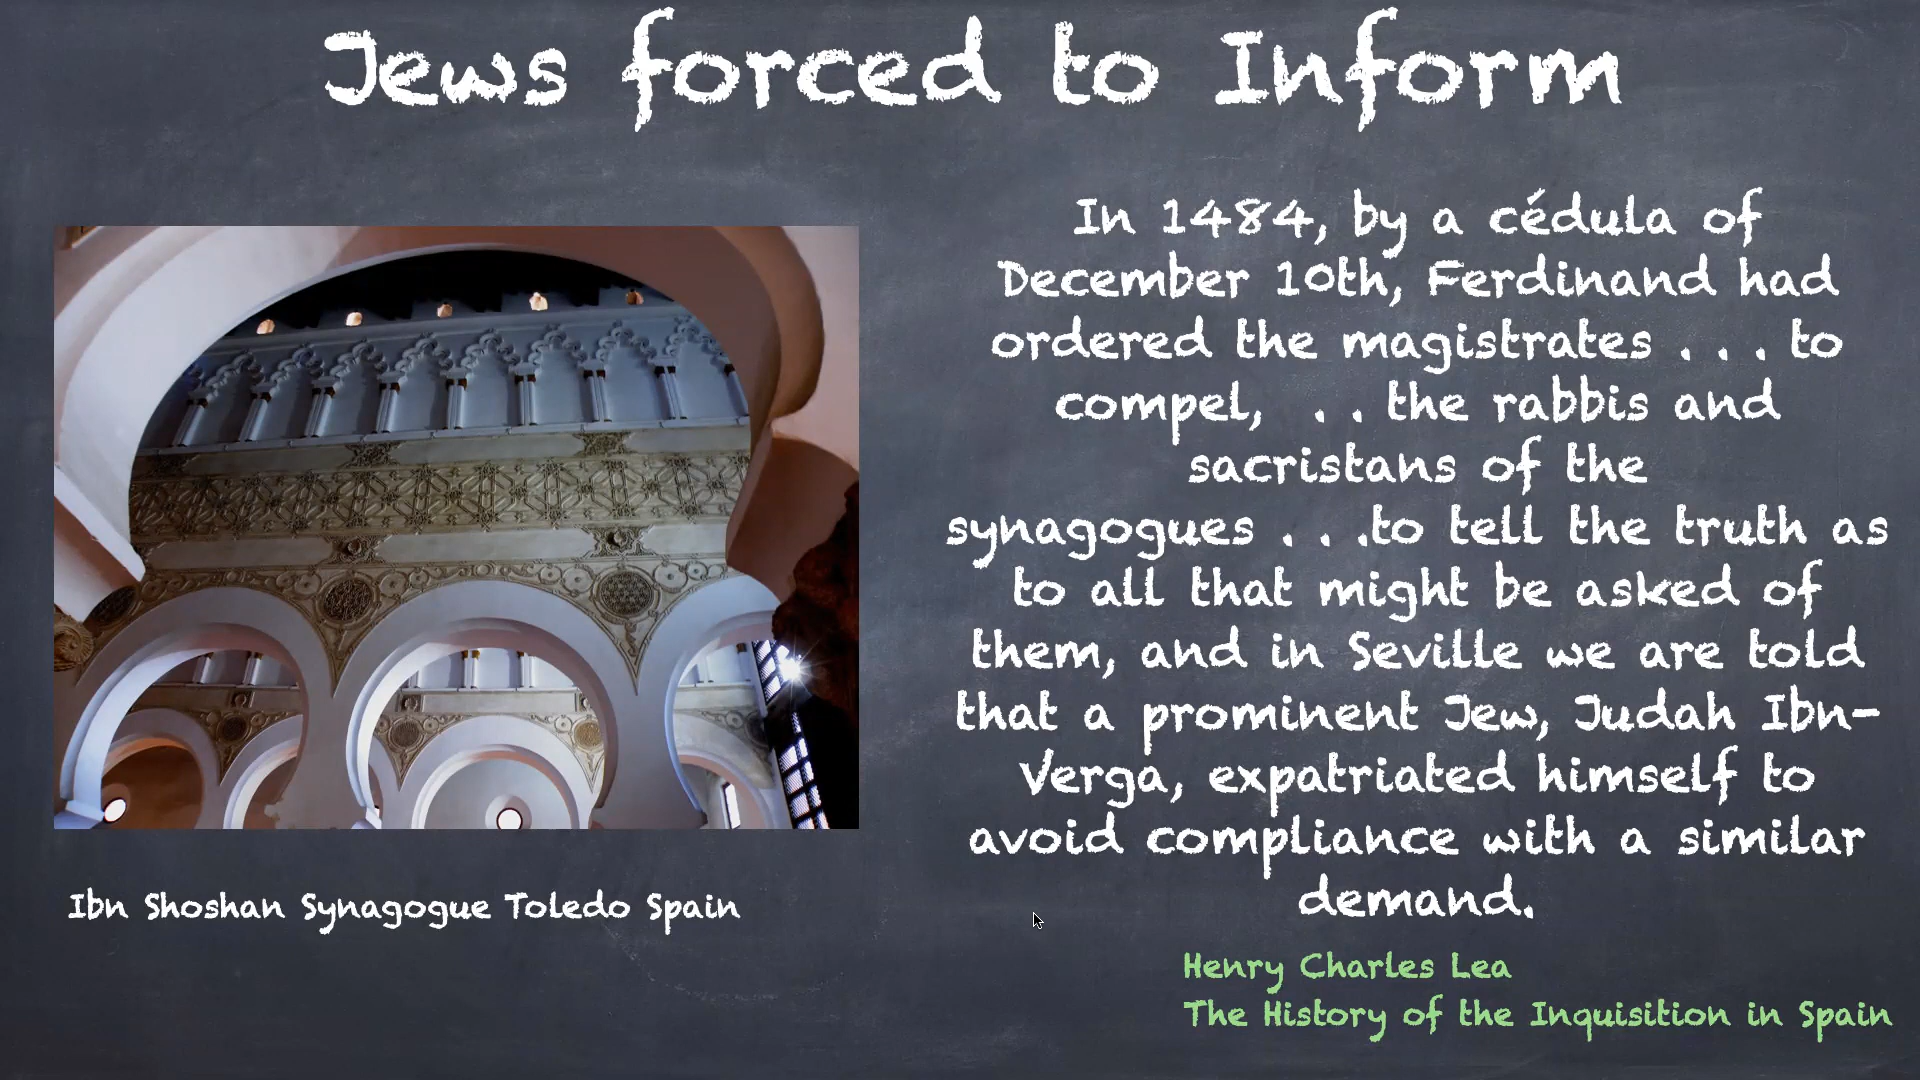 Jews forced to Inform
In 1484, by a cédula of
December 10th, Ferdinand had
ordered the magistrates . . . to
compel,  . . the rabbis and
sacristans of the
synagogues . . .to tell the truth as
to all that might be asked of
them, and in Seville we are told
that a prominent Jew, Judah Ibn-
Verga, expatriated himself to
avoid compliance with a similar
demand.
Ibn Shoshan Synagogue Toledo Spain
Henry Charles Lea
The History of the Inquisition in Spain